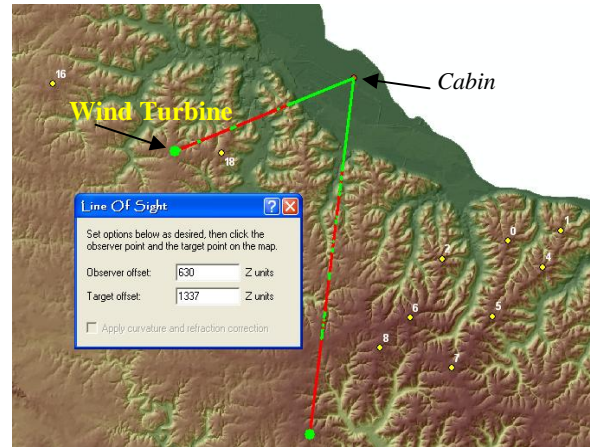 16
Cabin
Wind Turbine
18
Line Of Sight
Set options below as desired, then click the
observer point and the target point on the map.
Observer offset: 630 Z units
Target offset: 1337 Z units
Apply curvature and refraction correction
1
0
2
4
6
5
8
7